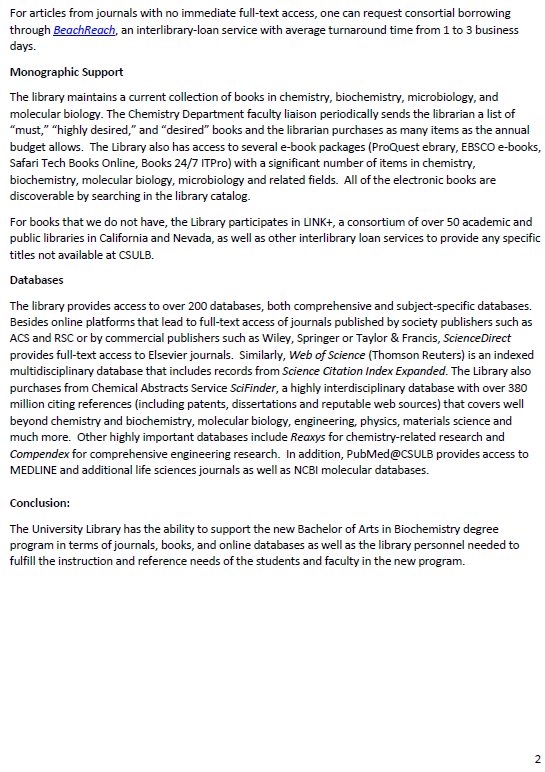 For articles from journals with no immediate full-text access, one can request consortial borrowing
through BeachReach, an interlibrary-loan service with average turnaround time from 1 to 3 business
days.
Monographic Support
The library maintains a current collection of books in chemistry, biochemistry, microbiology, and
molecular biology. The Chemistry Department faculty liaison periodically sends the librarian a list of
“must,” “highly desired,” and “desired” books and the librarian purchases as many items as the annual
budget allows.  The Library also has access to several e-book packages (ProQuest ebrary, EBSCO e-books,
Safari Tech Books Online, Books 24/7 ITPro) with a significant number of items in chemistry,
biochemistry, molecular biology, microbiology and related fields.  All of the electronic books are
discoverable by searching in the library catalog.
For books that we do not have, the Library participates in LINK+, a consortium of over 50 academic and
public libraries in California and Nevada, as well as other interlibrary loan services to provide any specific
titles not available at CSULB.
Databases
The library provides access to over 200 databases, both comprehensive and subject-specific databases.
Besides online platforms that lead to full-text access of journals published by society publishers such as
ACS and RSC or by commercial publishers such as Wiley, Springer or Taylor & Francis, ScienceDirect
provides full-text access to Elsevier journals.  Similarly, Web of Science (Thomson Reuters) is an indexed
multidisciplinary database that includes records from Science Citation Index Expanded. The Library also
purchases from Chemical Abstracts Service SciFinder, a highly interdisciplinary database with over 380
million citing references (including patents, dissertations and reputable web sources) that covers well
beyond chemistry and biochemistry, molecular biology, engineering, physics, materials science and
much more.  Other highly important databases include Reaxys for chemistry-related research and
Compendex for comprehensive engineering research.  In addition, PubMed@CSULB provides access to
MEDLINE and additional life sciences journals as well as NCBI molecular databases.
Conclusion:
The University Library has the ability to support the new Bachelor of Arts in Biochemistry degree
program in terms of journals, books, and online databases as well as the library personnel needed to
fulfill the instruction and reference needs of the students and faculty in the new program.
2